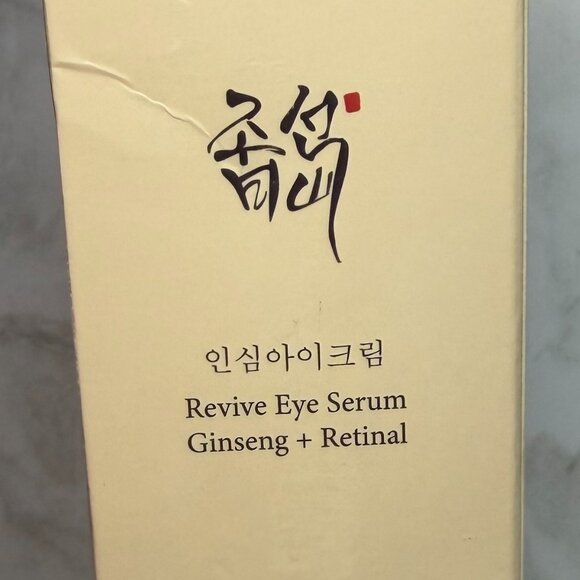 인심아이크림
Revive Eye Serum
Ginseng + Retinal